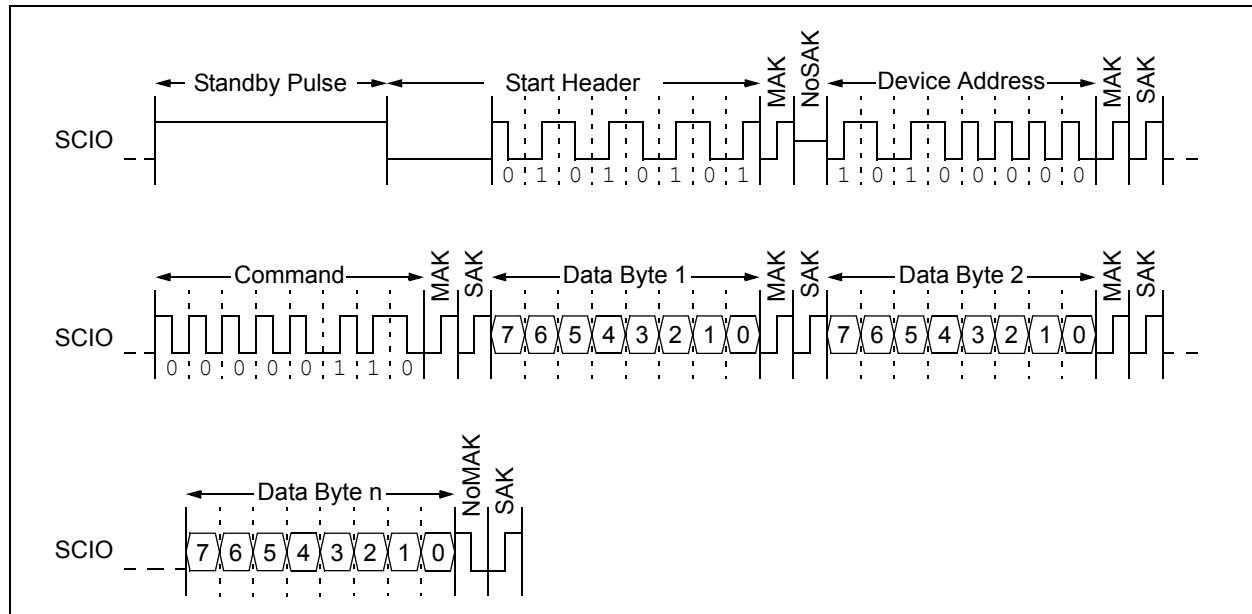 Standby Pulse Start Header MAK NoSAK Device Address MAK SAK
SCIO
0 1 0 1 0 1 0 1 1 0 1 0 0 0 0 0
Command MAK SAK Data Byte 1 MAK SAK Data Byte 2 MAK SAK
SCIO 7 6 5 4 3 2 1 0 7 6 5 4 3 2 1 0
0 0 0 0 0 1 1 0
Data Byte n NoMAK SAK
SCIO 7 6 5 4 3 2 1 0